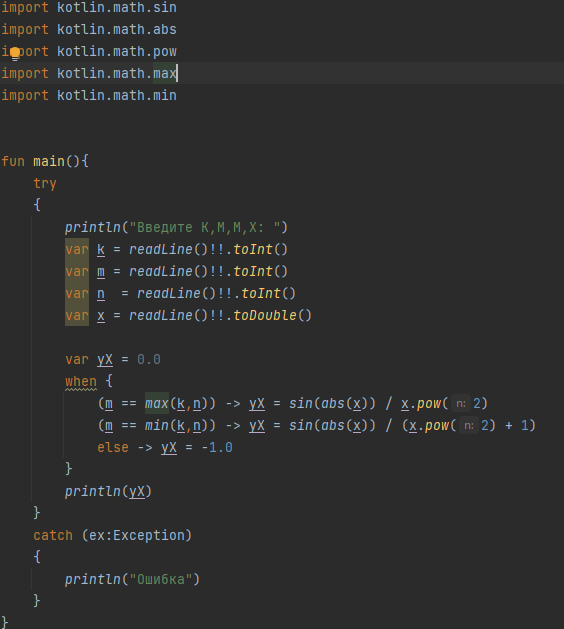 import kotlin.math.sin
import kotlin.math.abs
import kotlin.math.pow
import kotlin.math.max
import kotlin.math.min
fun main(){
try
{
println("Введите K,M,M,X: ")
var k = readLine()!!.toInt()
var m = readLine()!!.toInt()
var n  = readLine()!!.toInt()
var x = readLine()!!.toDouble()
var yX = 0.0
when {
(m == max(k,n)) -> yX = sin(abs(x)) / x.pow( n: 2)
(m == min(k,n)) -> yX = sin(abs(x)) / (x.pow( n: 2) + 1)
else -> yX = -1.0
}
println(yX)
}
catch (ex:Exception)
{
println("Ошибка")
}
}